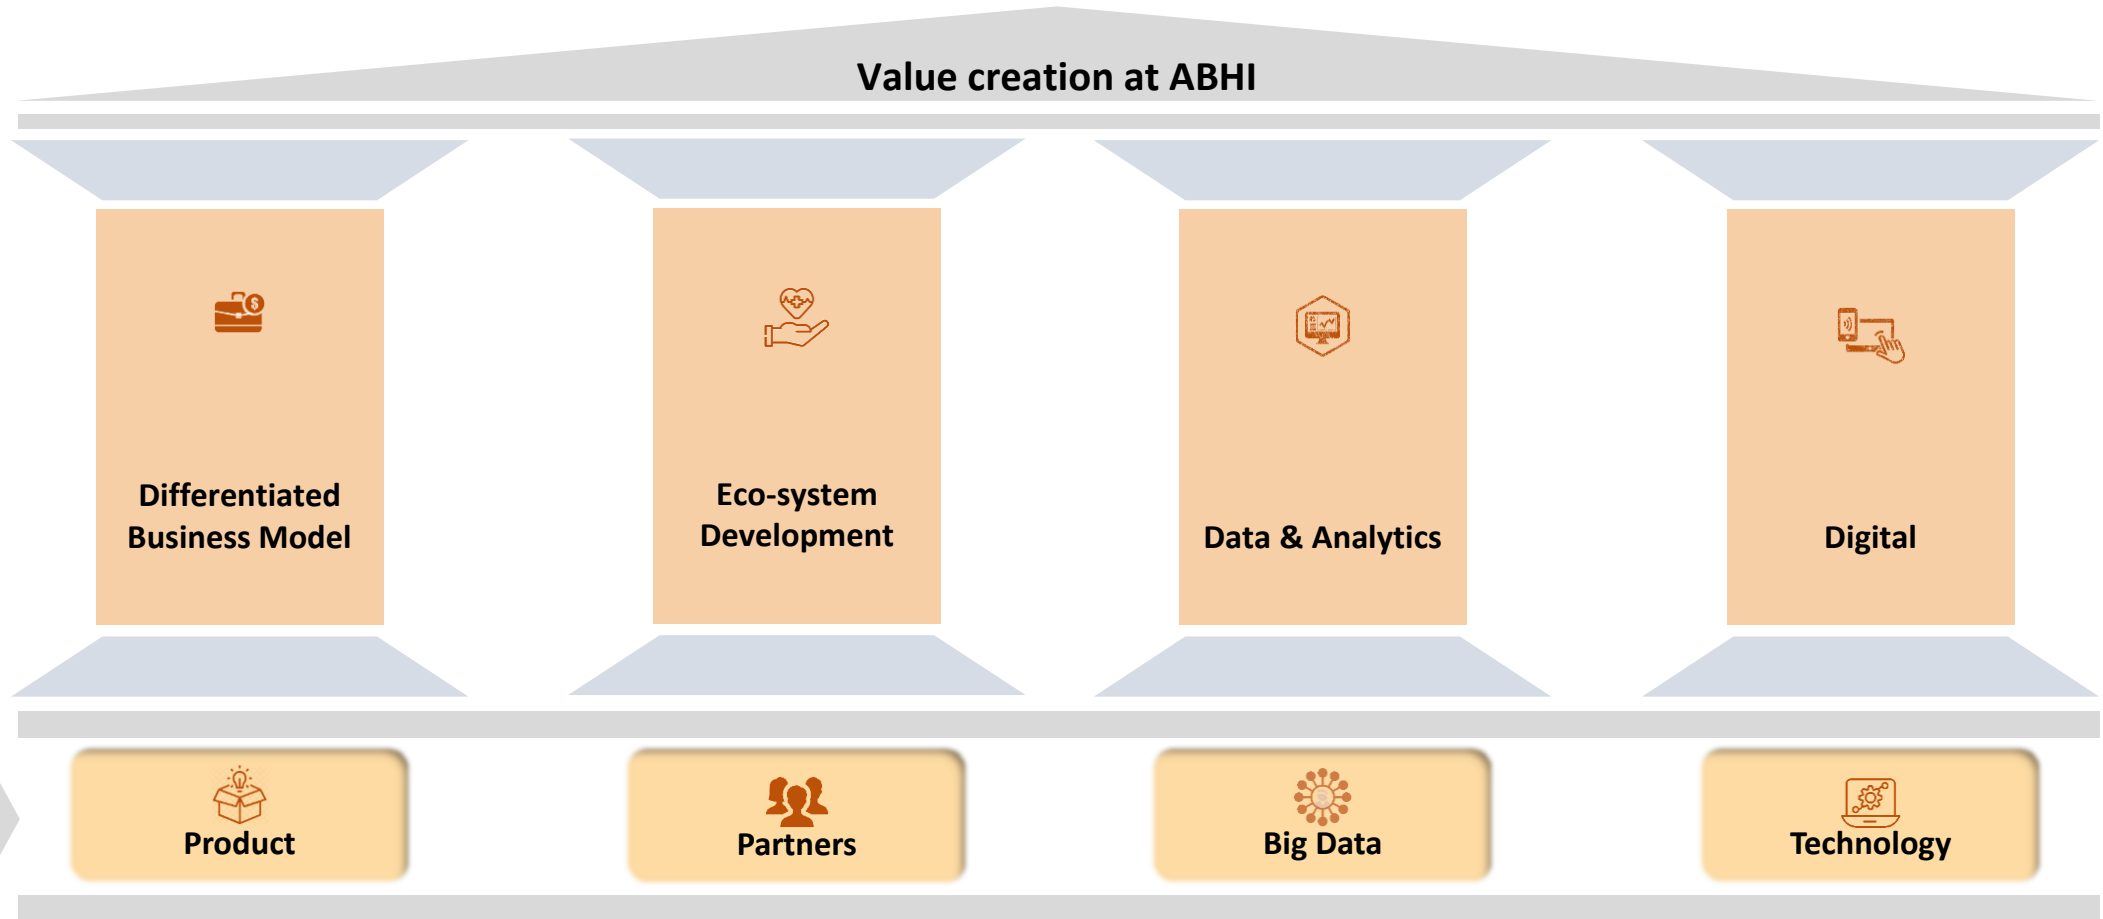 Value creation at ABHI
Differentiated
Business Model
Eco-system
Development
Data & Analytics
Digital
Product
Partners
Big Data
Technology